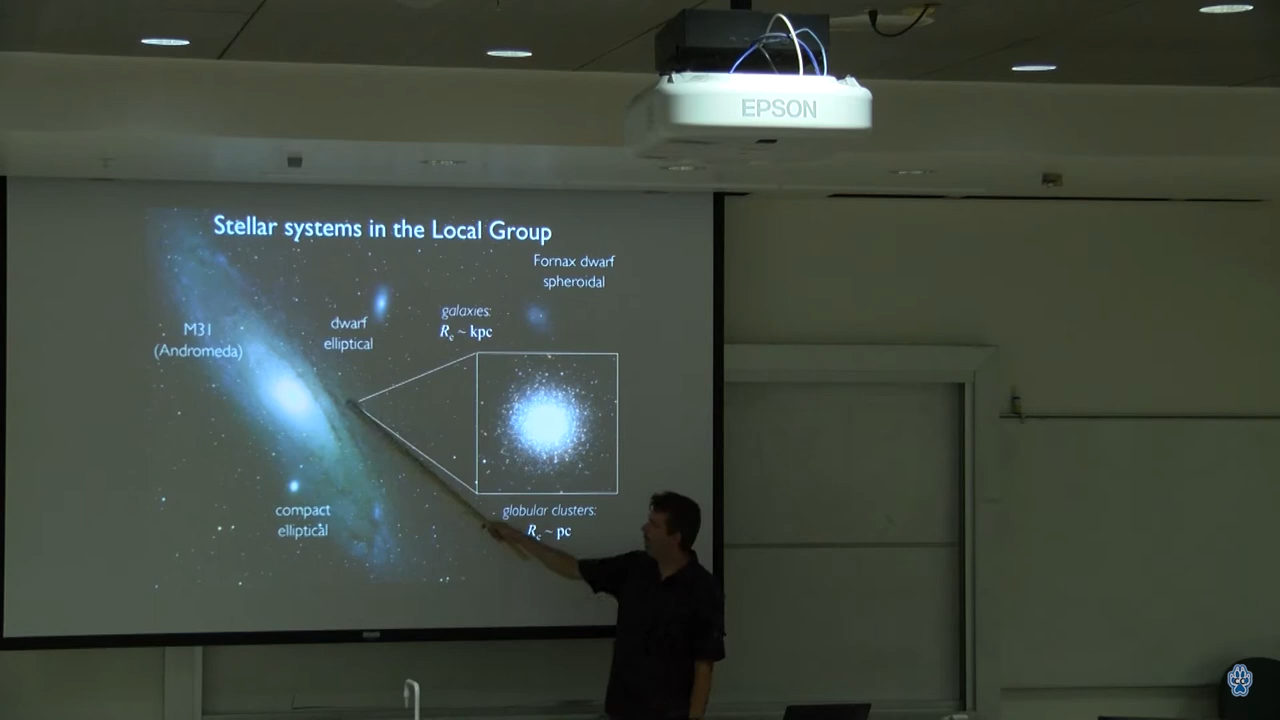 EPSON
Stellar systems in the Local Group
Fornax dwarf
spheroidal
galaxies:
Re ~ kpc
dwarf
elliptical
M31
(Andromeda)
compact
elliptical
globular clusters:
Re ~ pc